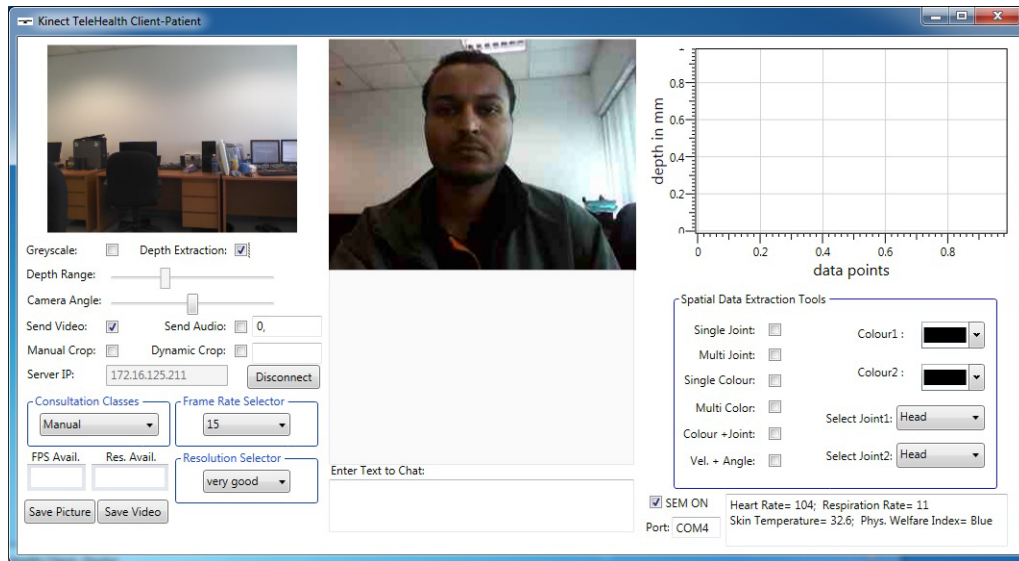 Kinect TeleHealth Client-Patient
Greyscale: Depth Extraction:
Depth Range:
Camera Angle:
Send Video: Send Audio: 0,
Manual Crop: Dynamic Crop:
Server IP: 172.16.125.211 Disconnect
Consultation Classes
Manual
Frame Rate Selector
15
FPS Avail. Res. Avail.
Resolution Selector
very good
Save Picture Save Video
Enter Text to Chat:
depth in mm
0.8
0.6
0.4
0.2
0
0 0.2 0.4 0.6 0.8
data points
Spatial Data Extraction Tools
Single Joint:
Multi Joint:
Single Colour:
Multi Color:
Colour +Joint:
Vel. + Angle:
Colour1 :
Colour2 :
Select Joint1: Head
Select Joint2: Head
SEM ON
Port: COM4
Heart Rate= 104; Respiration Rate= 11
Skin Temperature= 32.6; Phys. Welfare Index= Blue